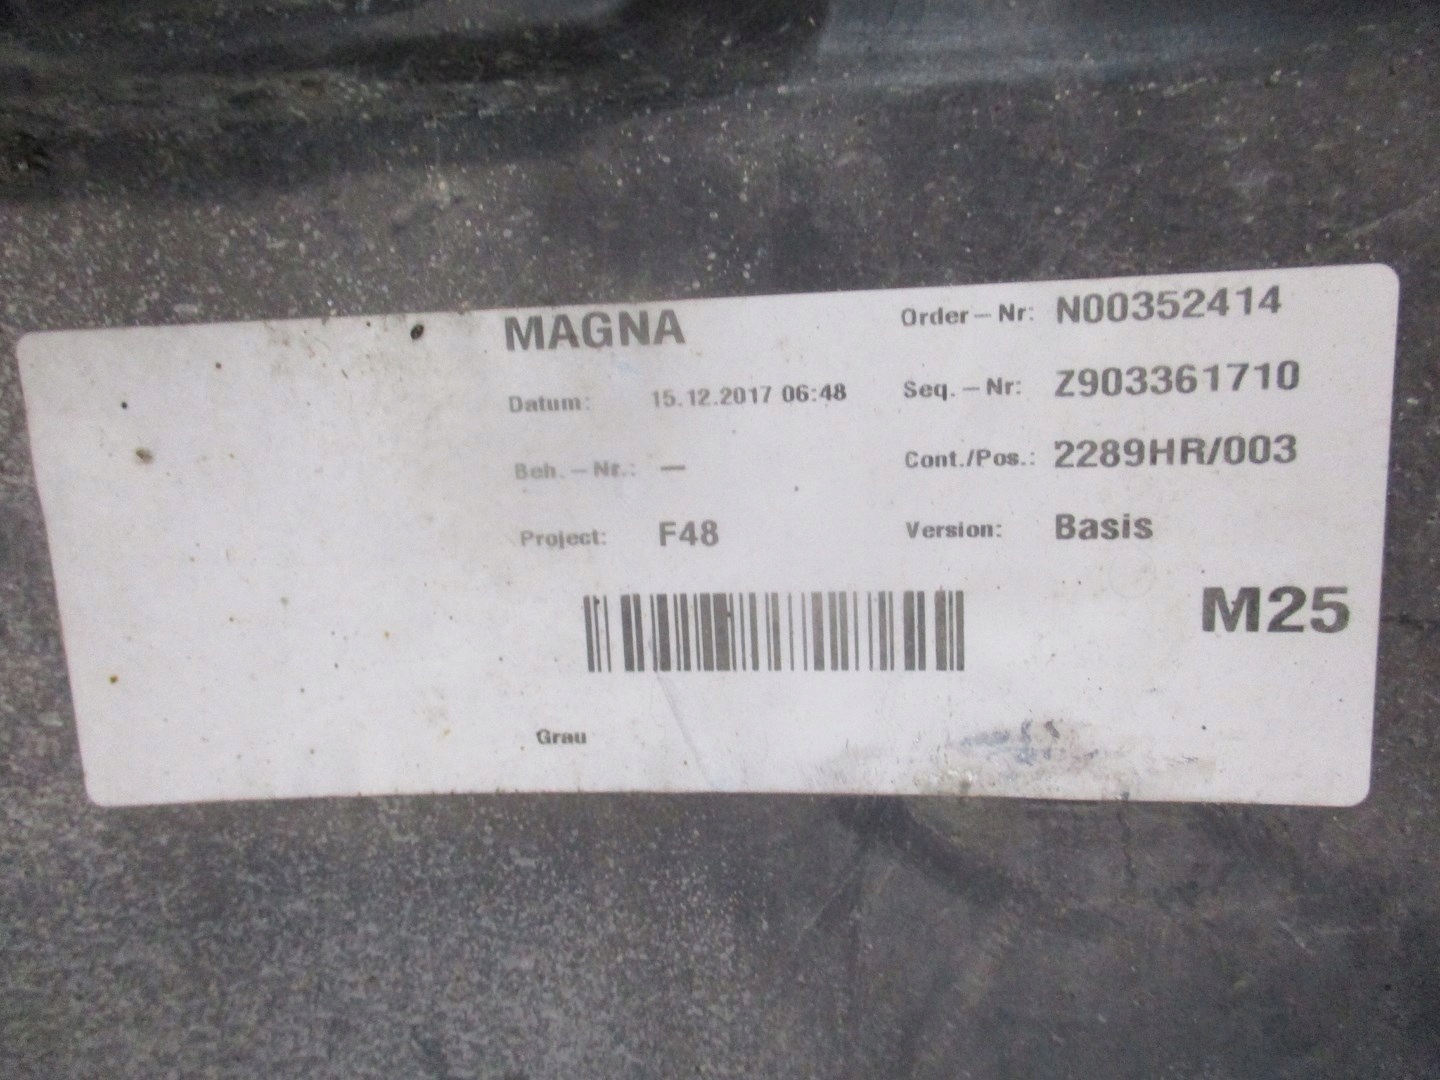 MAGNA Order-Nr: N00352414
Datum: 15.12.2017 06:48 Seq.-Nr: Z903361710
Beh.-Nr.: — Cont./Pos.: 2289HR/003
Project: F48 Version: Basis
M25
Grau